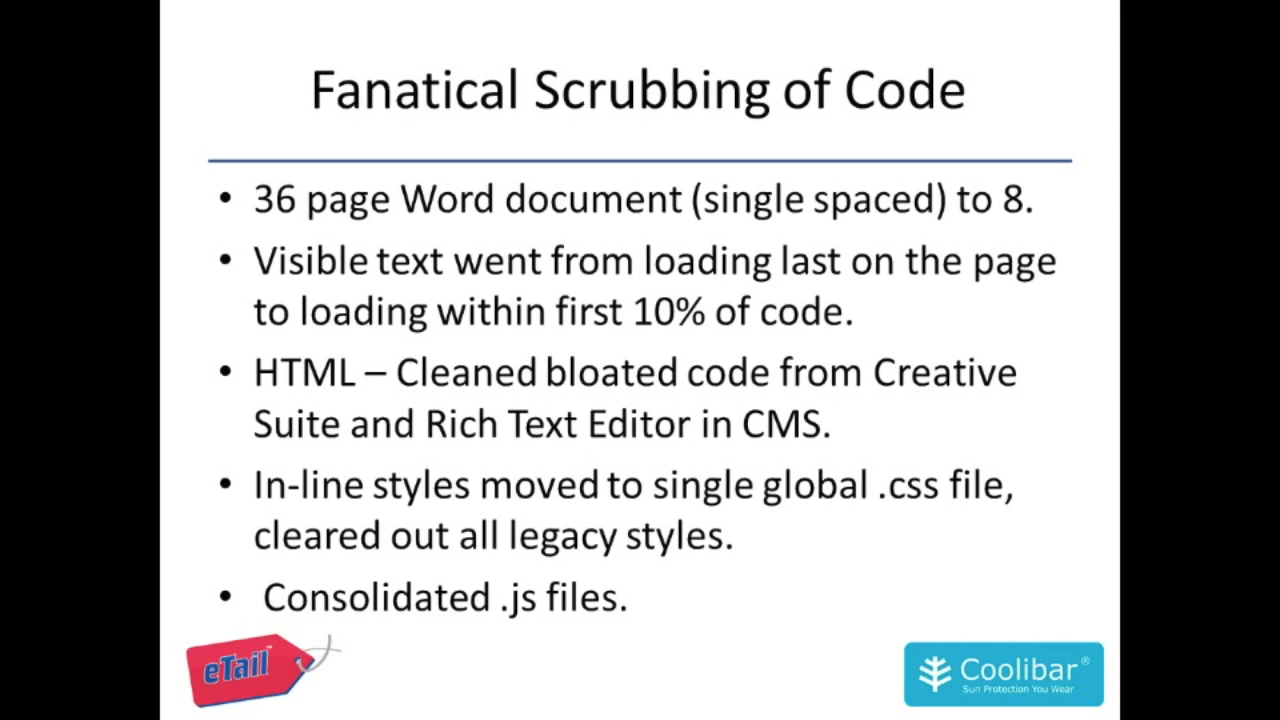 Fanatical Scrubbing of Code
• 36 page Word document (single spaced) to 8.
• Visible text went from loading last on the page
to loading within first 10% of code.
• HTML – Cleaned bloated code from Creative
Suite and Rich Text Editor in CMS.
• In-line styles moved to single global .css file,
cleared out all legacy styles.
• Consolidated .js files.
eTail
Coolibar®
Sun Protection You Wear